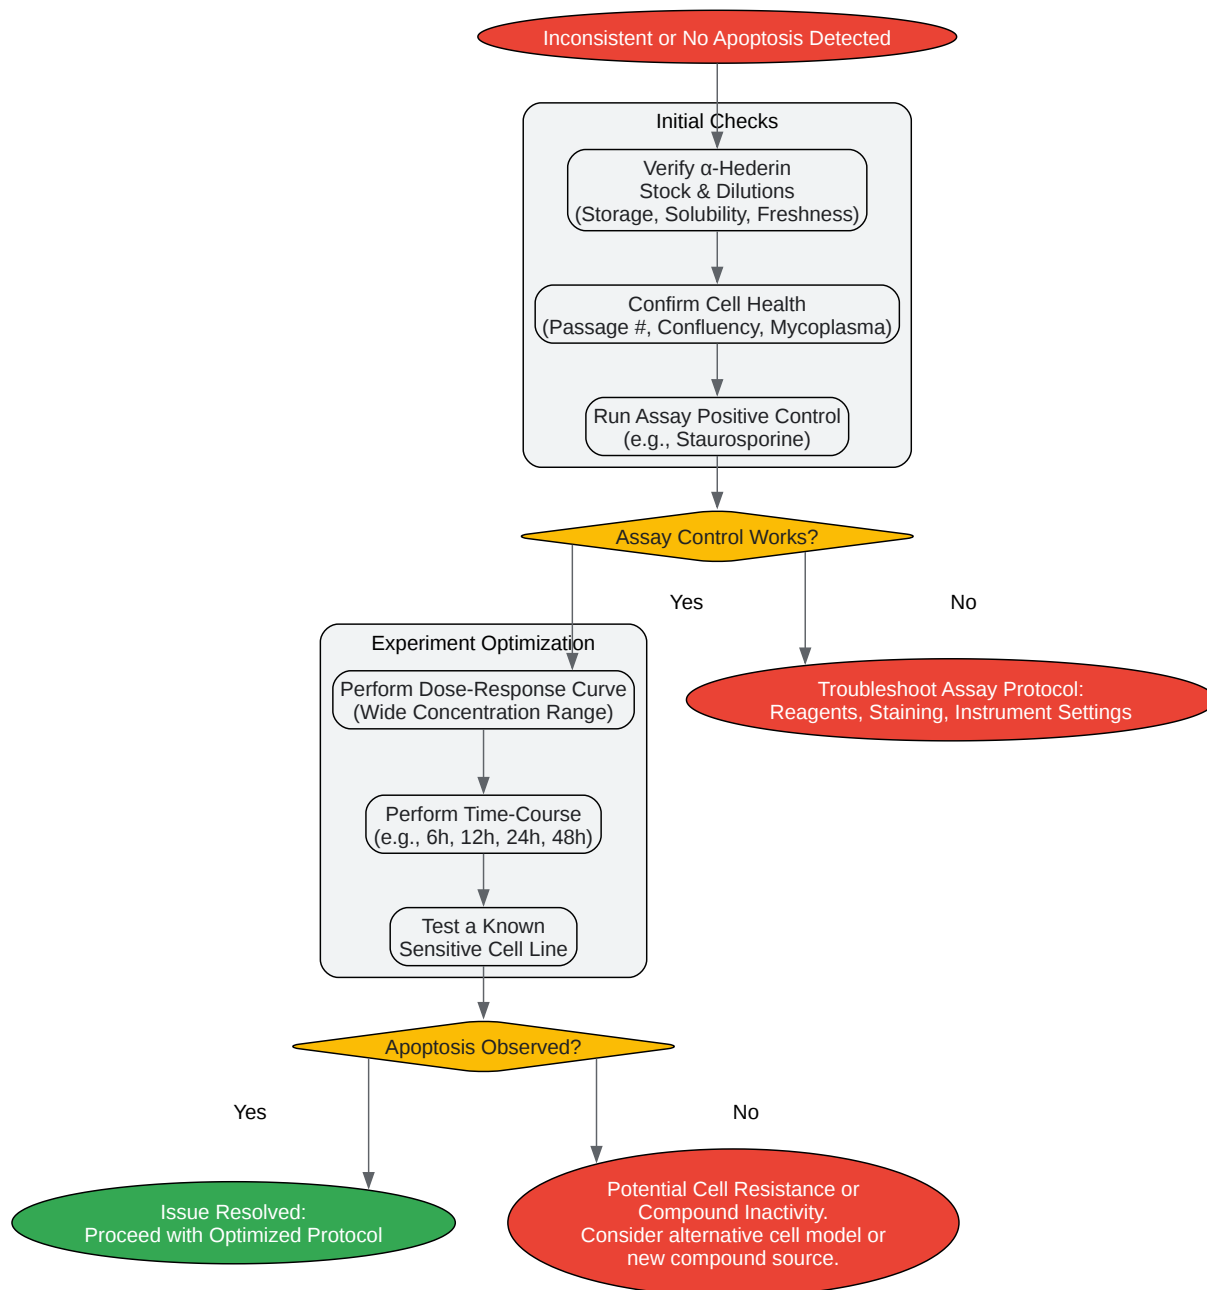 Inconsistent or No Apoptosis Detected
Initial Checks
Verify α-Hederin
Stock & Dilutions
(Storage, Solubility, Freshness)
Confirm Cell Health
(Passage #, Confluency, Mycoplasma)
Run Assay Positive Control
(e.g., Staurosporine)
Assay Control Works?
Yes
No
Experiment Optimization
Perform Dose-Response Curve
(Wide Concentration Range)
Troubleshoot Assay Protocol:
Reagents, Staining, Instrument Settings
Perform Time-Course
(e.g., 6h, 12h, 24h, 48h)
Test a Known
Sensitive Cell Line
Apoptosis Observed?
Yes
No
Issue Resolved:
Proceed with Optimized Protocol
Potential Cell Resistance or
Compound Inactivity.
Consider alternative cell model or
new compound source.